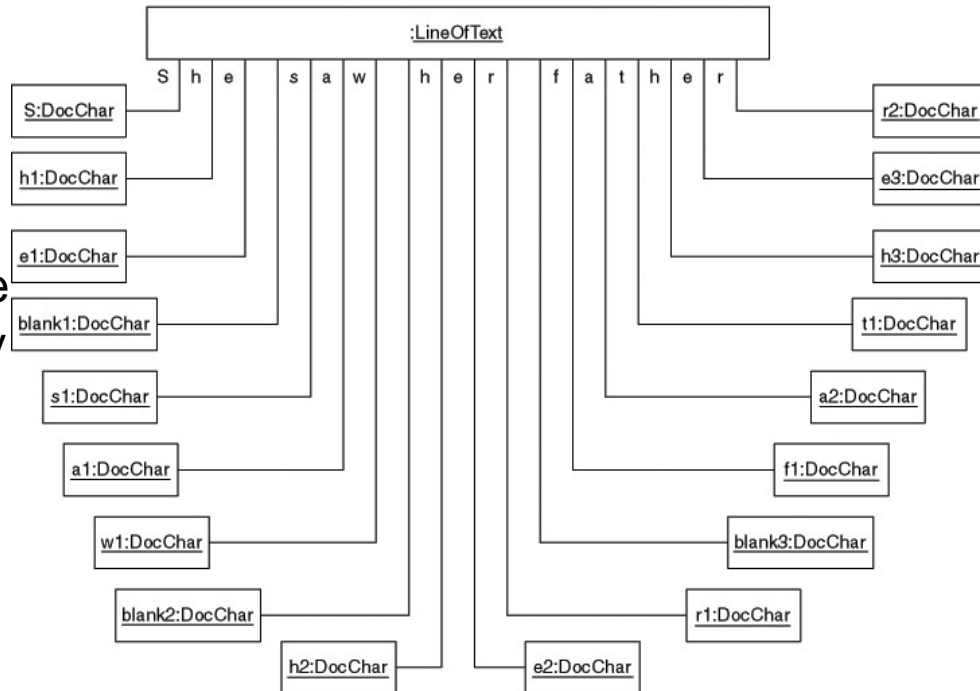 :LineOfText
S h e s a w h e r f a t h e r
S:DocChar
r2:DocChar
h1:DocChar
e3:DocChar
e1:DocChar
h3:DocChar
blank1:DocChar
t1:DocChar
s1:DocChar
a2:DocChar
a1:DocChar
f1:DocChar
w1:DocChar
blank3:DocChar
blank2:DocChar
r1:DocChar
h2:DocChar
e2:DocChar